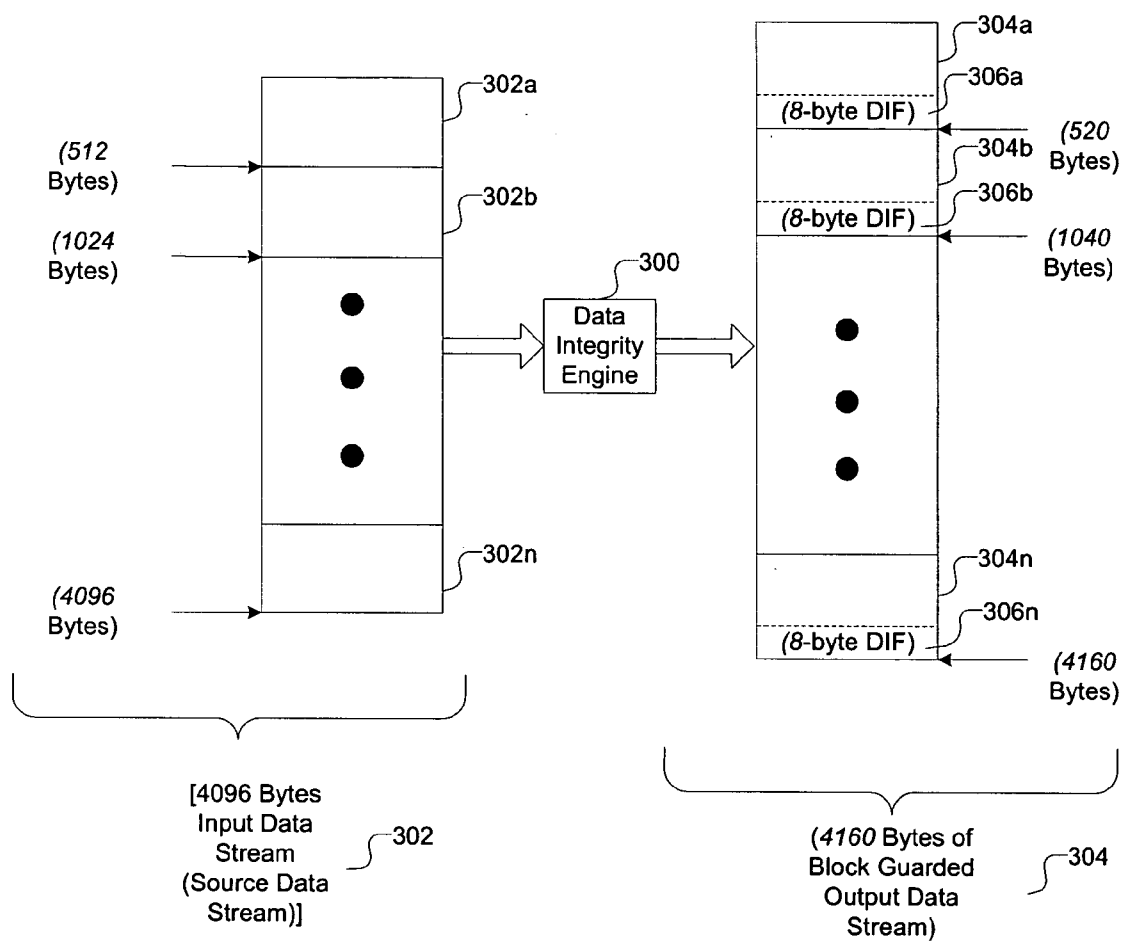 304a
302a
306a
(8-byte DIF)
(512
Bytes)
(520
Bytes)
304b
302b
306b
(8-byte DIF)
(1024
Bytes)
(1040
Bytes)
300
Data
Integrity
Engine
304n
302n
306n
(8-byte DIF)
(4096
Bytes)
(4160
Bytes)
[4096 Bytes
Input Data
Stream
(Source Data
Stream)]
302
(4160 Bytes of
Block Guarded
Output Data
Stream)
304